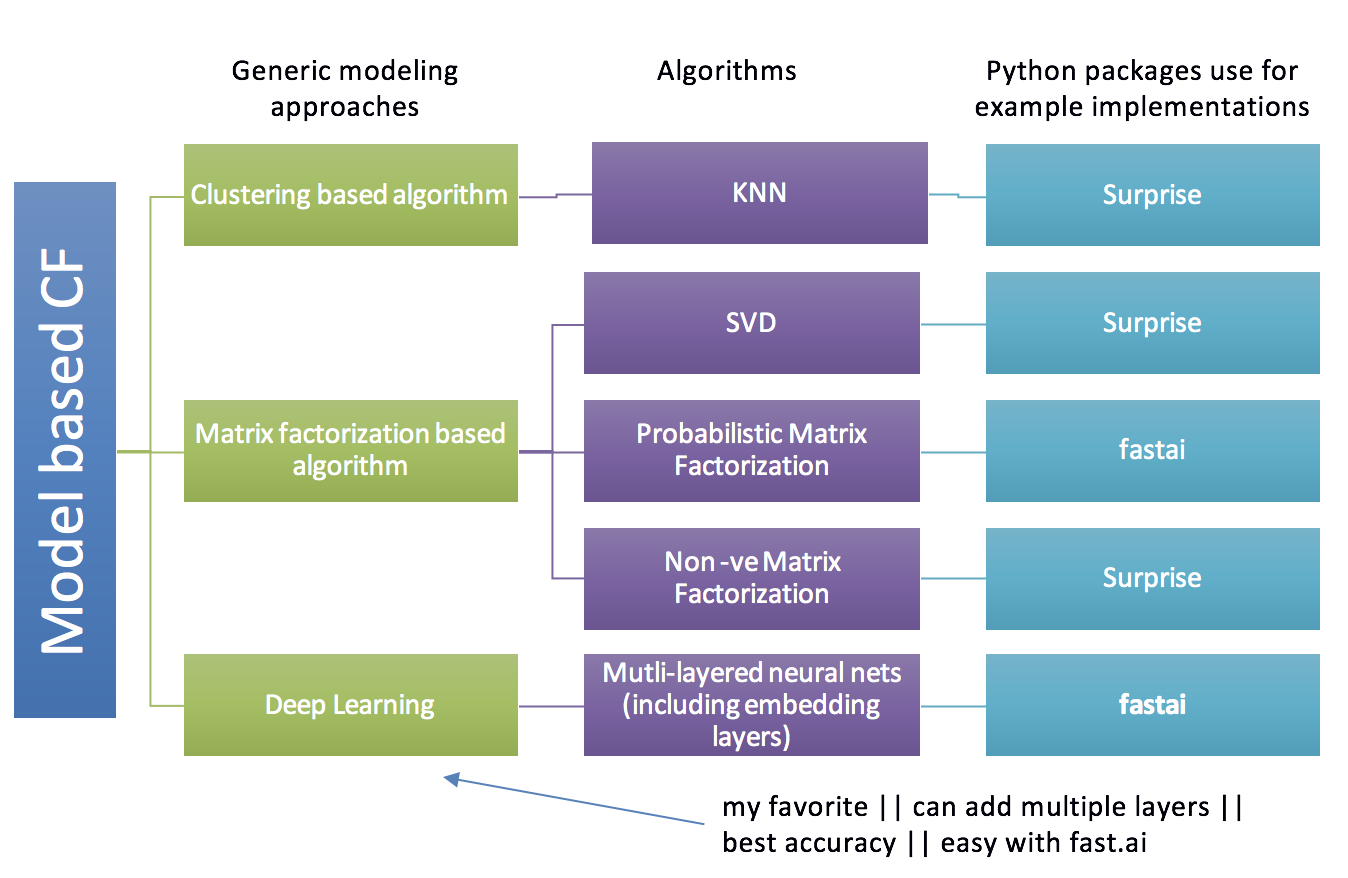 Generic modeling
approaches
Algorithms
Python packages use for
example implementations
Model based CF
Clustering based algorithm
KNN
Surprise
Matrix factorization based
algorithm
SVD
Surprise
Probabilistic Matrix
Factorization
fastai
Non -ve Matrix
Factorization
Surprise
Deep Learning
Mutli-layered neural nets
(including embedding
layers)
fastai
my favorite || can add multiple layers ||
best accuracy || easy with fast.ai